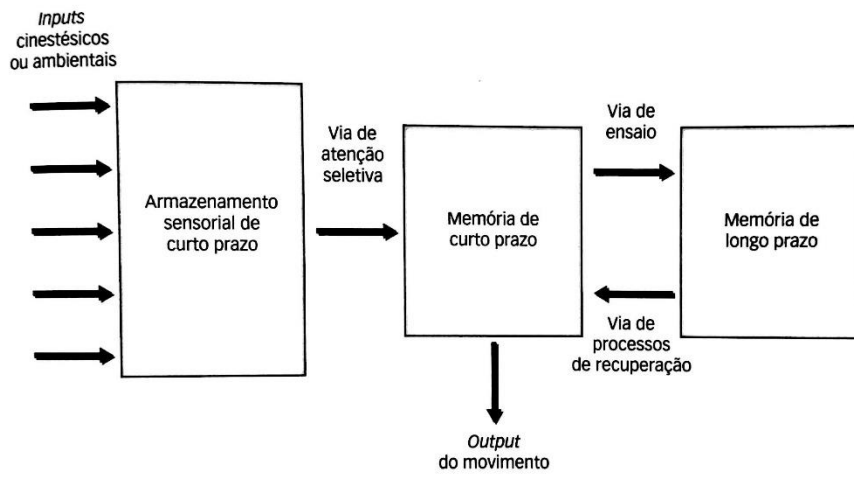 Inputs
cinestésicos
ou ambientais
Armazenamento
sensorial de
curto prazo
Via de
atenção
seletiva
Memória de
curto prazo
Via de
ensaio
Memória de
longo prazo
Via de
processos
de recuperação
Output
do movimento